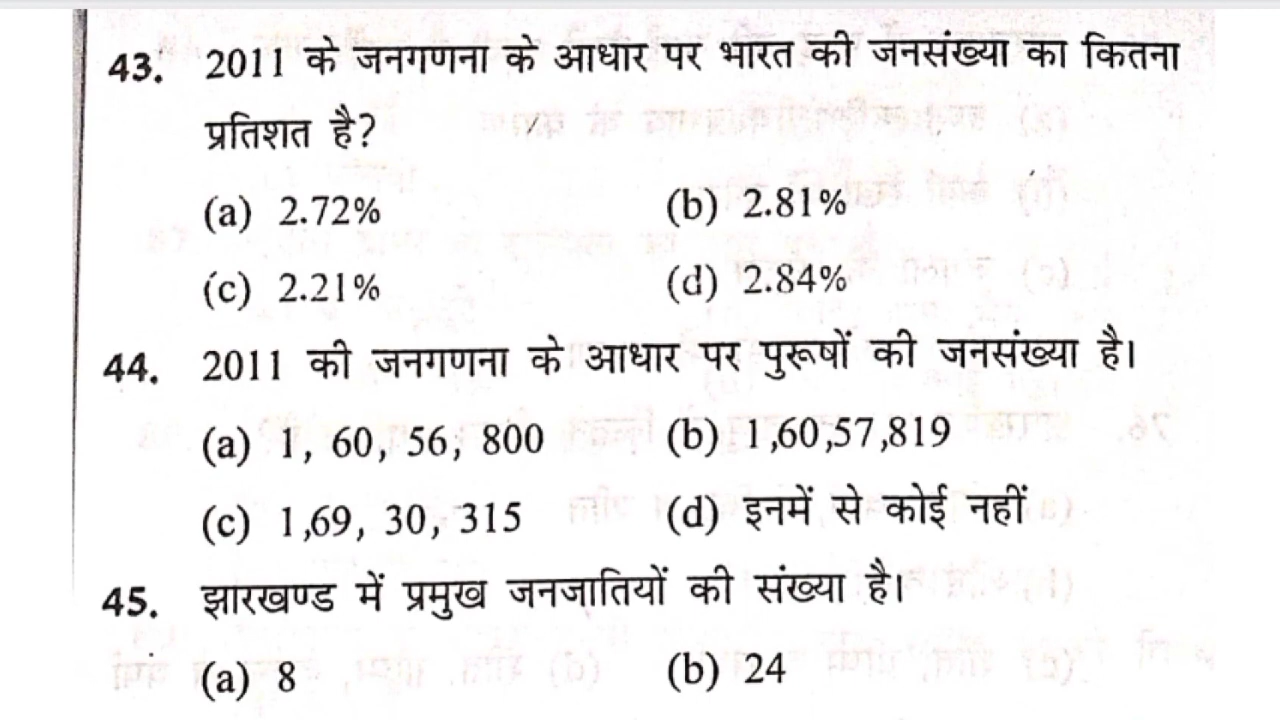 43. 2011 के जनगणना के आधार पर भारत की जनसंख्या का कितना
प्रतिशत है?
(a) 2.72% (b) 2.81%
(c) 2.21% (d) 2.84%
44. 2011 की जनगणना के आधार पर पुरूषों की जनसंख्या है।
(a) 1, 60, 56, 800 (b) 1,60,57,819
(c) 1,69, 30, 315 (d) इनमें से कोई नहीं
45. झारखण्ड में प्रमुख जनजातियों की संख्या है।
(a) 8 (b) 24